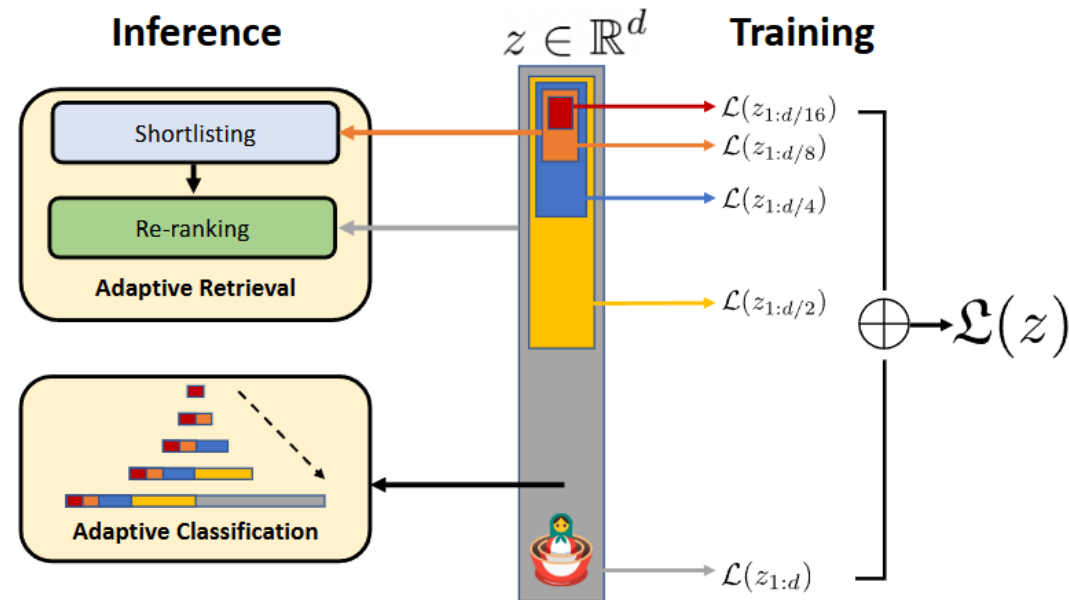 Inference
Shortlisting
Re-ranking
Adaptive Retrieval
Adaptive Classification
z ∈ ℝ^d
Training
ℒ(z_{1:d/16})
ℒ(z_{1:d/8})
ℒ(z_{1:d/4})
ℒ(z_{1:d/2})
ℒ(z_{1:d})
𝔏(z)